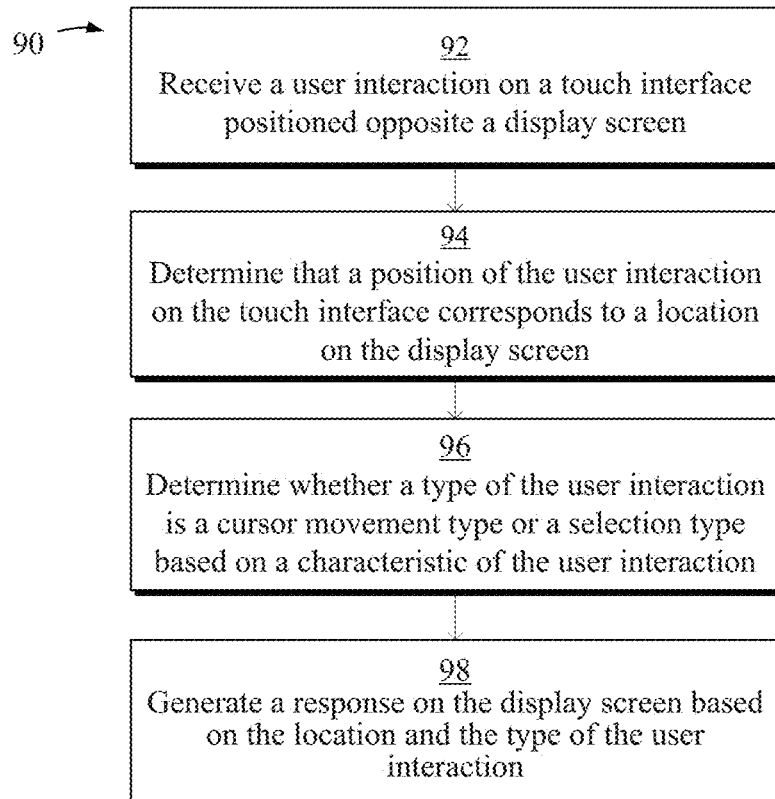 90
92
Receive a user interaction on a touch interface
positioned opposite a display screen
94
Determine that a position of the user interaction
on the touch interface corresponds to a location
on the display screen
96
Determine whether a type of the user interaction
is a cursor movement type or a selection type
based on a characteristic of the user interaction
98
Generate a response on the display screen based
on the location and the type of the user
interaction